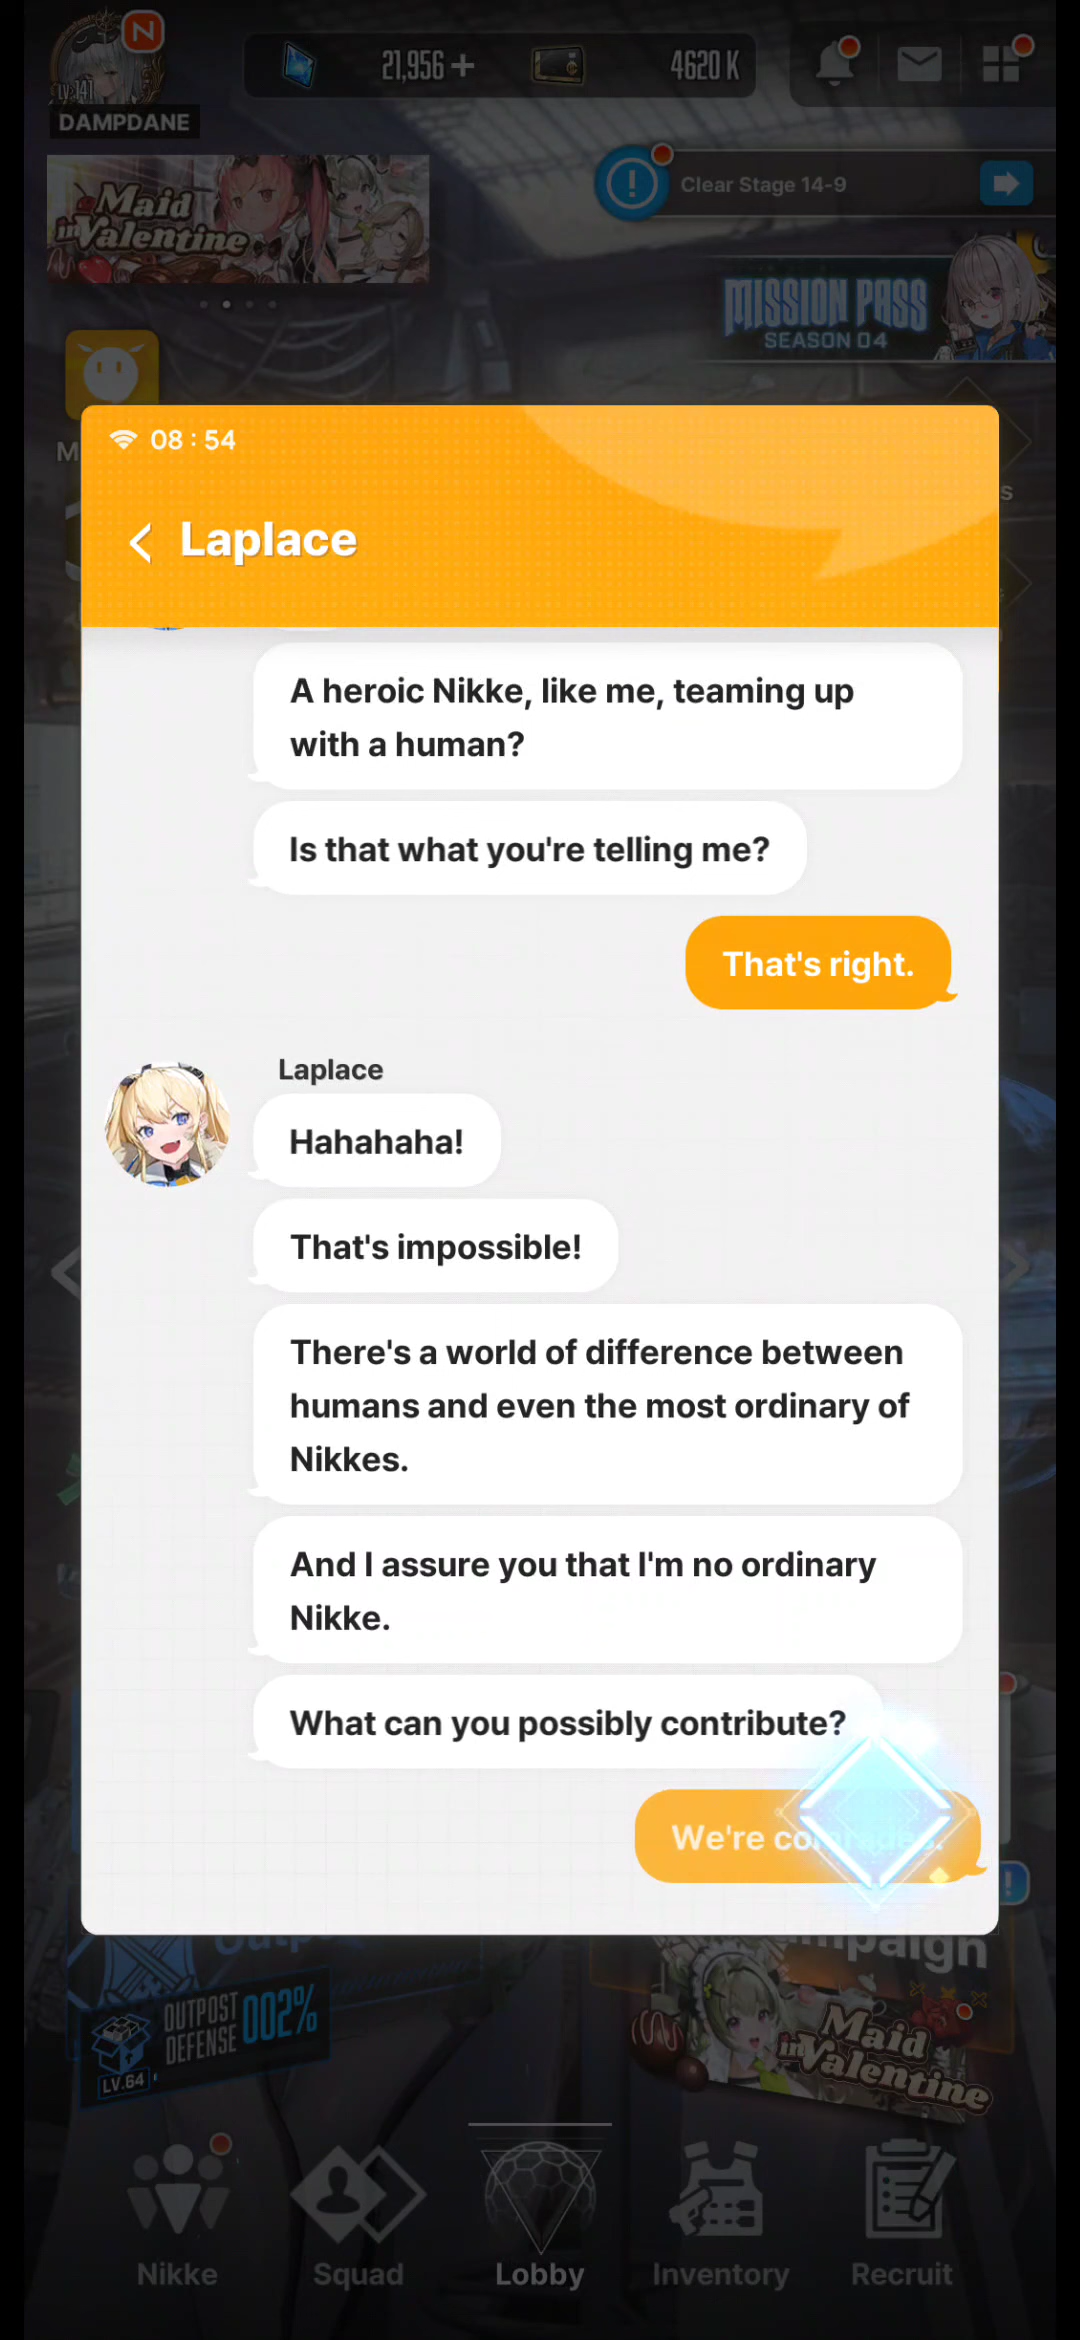 N
LV.141
21,956
4620 K
DAMPDANE
Maid
in Valentine
Clear Stage 14-9
MISSION PASS
SEASON 04
08 : 54
Laplace
A heroic Nikke, like me, teaming up
with a human?
Is that what you're telling me?
That's right.
Laplace
Hahahaha!
That's impossible!
There's a world of difference between
humans and even the most ordinary of
Nikkes.
And I assure you that I'm no ordinary
Nikke.
What can you possibly contribute?
We're comrades.
OUTPOST
DEFENSE
002%
LV.64
Maid
in Valentine
Nikke
Squad
Lobby
Inventory
Recruit